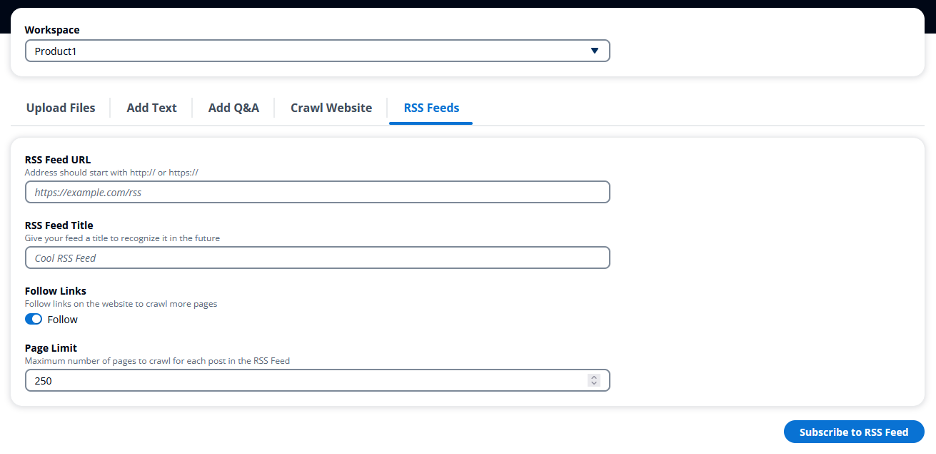 Workspace
Product1
Upload Files
Add Text
Add Q&A
Crawl Website
RSS Feeds
RSS Feed URL
Address should start with http:// or https://
https://example.com/rss
RSS Feed Title
Give your feed a title to recognize it in the future
Cool RSS Feed
Follow Links
Follow links on the website to crawl more pages
Follow
Page Limit
Maximum number of pages to crawl for each post in the RSS Feed
250
Subscribe to RSS Feed